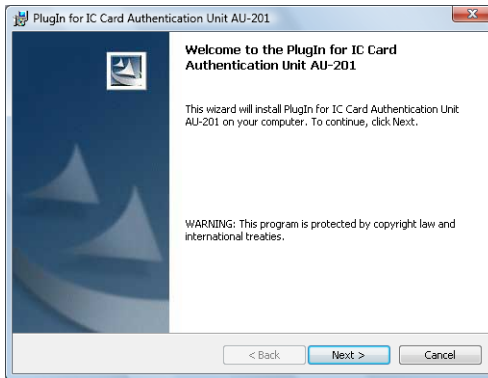 PlugIn for IC Card Authentication Unit AU-201
Welcome to the PlugIn for IC Card
Authentication Unit AU-201
This wizard will install PlugIn for IC Card Authentication Unit
AU-201 on your computer. To continue, click Next.
WARNING: This program is protected by copyright law and
international treaties.
< Back Next > Cancel